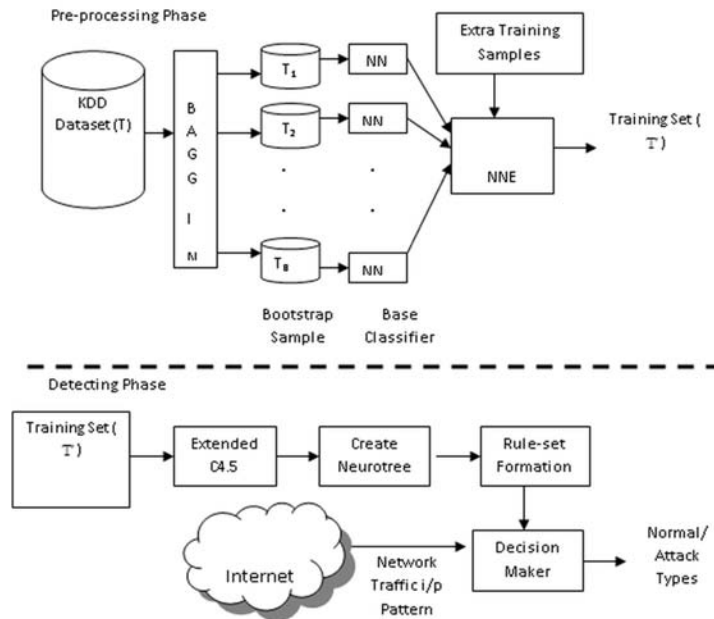 Pre-processing Phase
KDD
Dataset(T)
B
A
G
G
I
N
T1
T2
TB
NN
NN
NN
Extra Training
Samples
NNE
Training Set (
T')
Bootstrap
Sample
Base
Classifier
Detecting Phase
Training Set (
T')
Extended
C4.5
Create
Neurotree
Rule-set
Formation
Internet
Network
Traffic i/p
Pattern
Decision
Maker
Normal/
Attack
Types